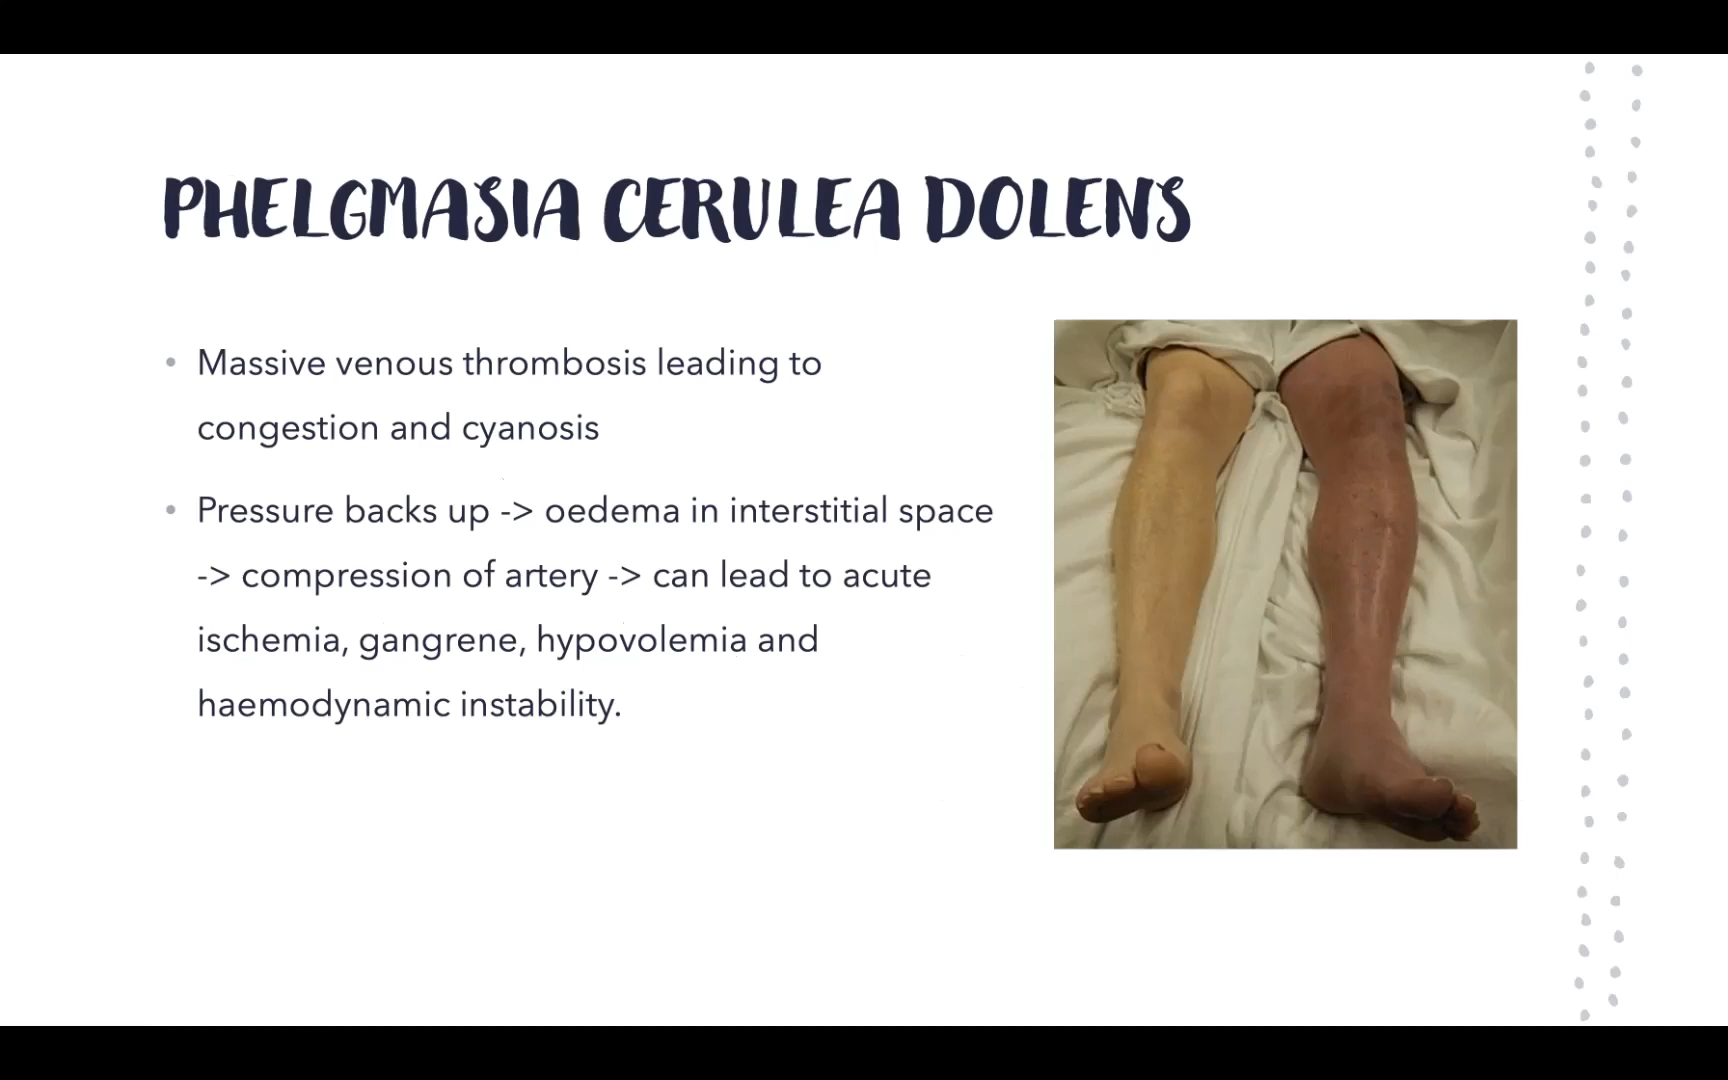 PHELGMASIA CERULEA DOLENS
• Massive venous thrombosis leading to
congestion and cyanosis
• Pressure backs up -> oedema in interstitial space
-> compression of artery -> can lead to acute
ischemia, gangrene, hypovolemia and
haemodynamic instability.